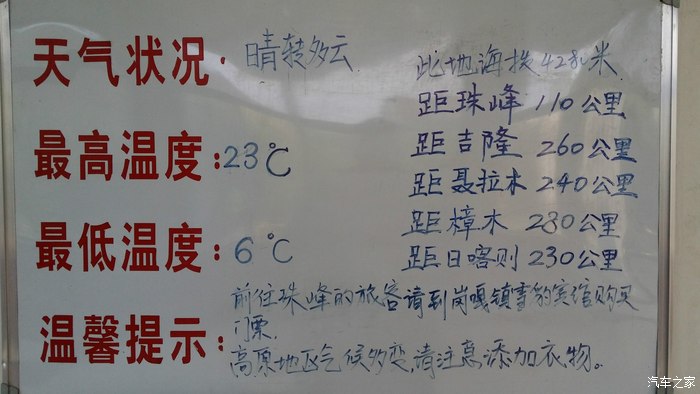 天气状况: 晴转多云
最高温度:23℃
最低温度: 6℃
温馨提示:
此地海拔4280米
距珠峰 110公里
距吉隆 260公里
距聂拉木 240公里
距樟木 280公里
距日喀则 230公里
前往珠峰的旅客请到岗嘎镇雪豹宾馆购买
门票.
高原地区气候多变,请注意添加衣物。
汽车之家